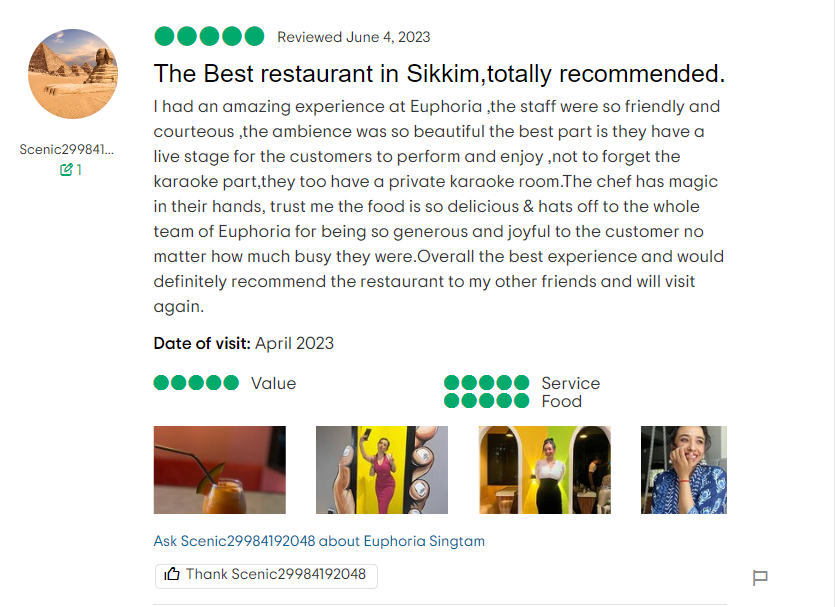 Reviewed June 4, 2023
The Best restaurant in Sikkim,totally recommended.
Scenic299841...
1
I had an amazing experience at Euphoria ,the staff were so friendly and
courteous ,the ambience was so beautiful the best part is they have a
live stage for the customers to perform and enjoy ,not to forget the
karaoke part,they too have a private karaoke room.The chef has magic
in their hands, trust me the food is so delicious & hats off to the whole
team of Euphoria for being so generous and joyful to the customer no
matter how much busy they were.Overall the best experience and would
definitely recommend the restaurant to my other friends and will visit
again.
Date of visit: April 2023
Value
Service
Food
Ask Scenic29984192048 about Euphoria Singtam
Thank Scenic29984192048